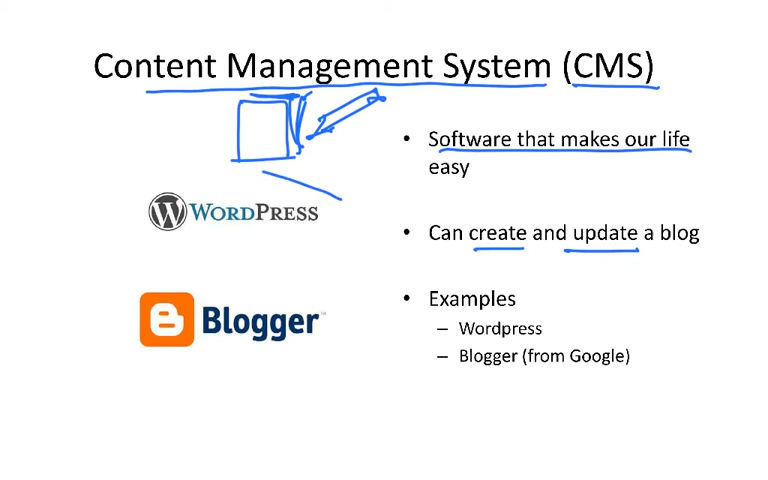 Content Management System (CMS)
• Software that makes our life
easy
WORDPRESS
• Can create and update a blog
Blogger™
• Examples
– Wordpress
– Blogger (from Google)